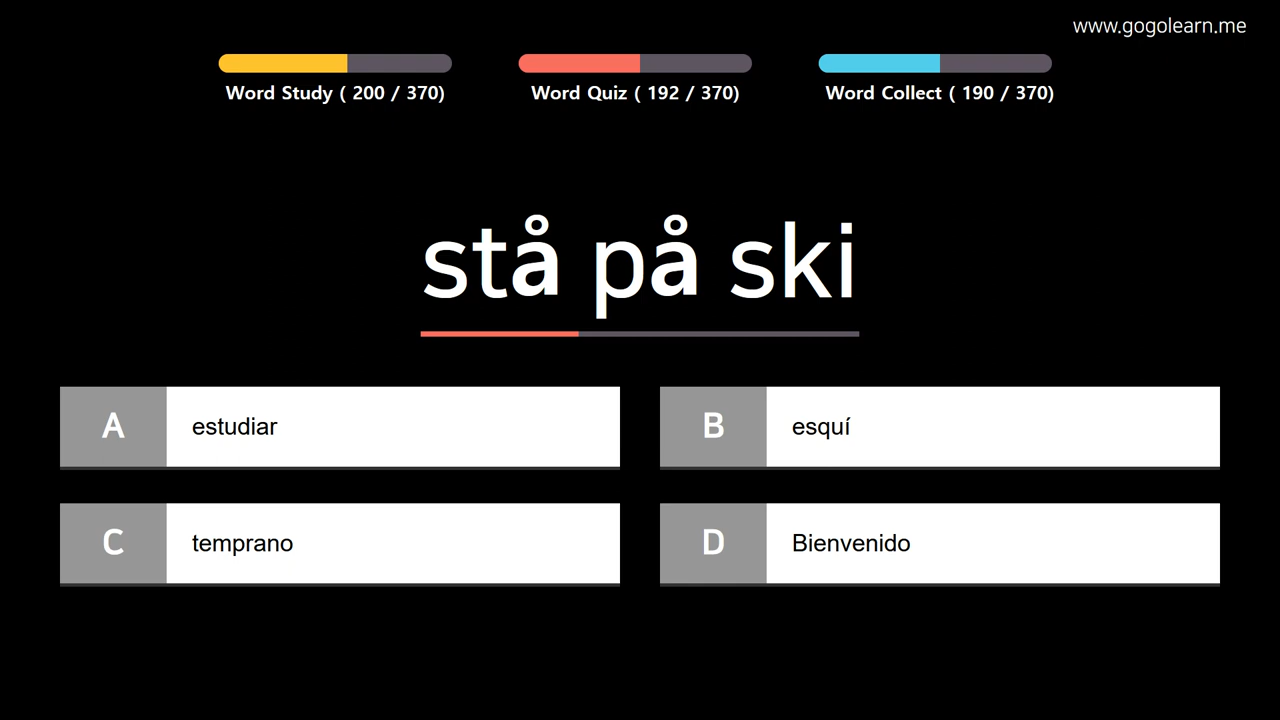 www.gogolearn.me
Word Study ( 200 / 370)
Word Quiz ( 192 / 370)
Word Collect ( 190 / 370)
stå på ski
A estudiar
B esquí
C temprano
D Bienvenido